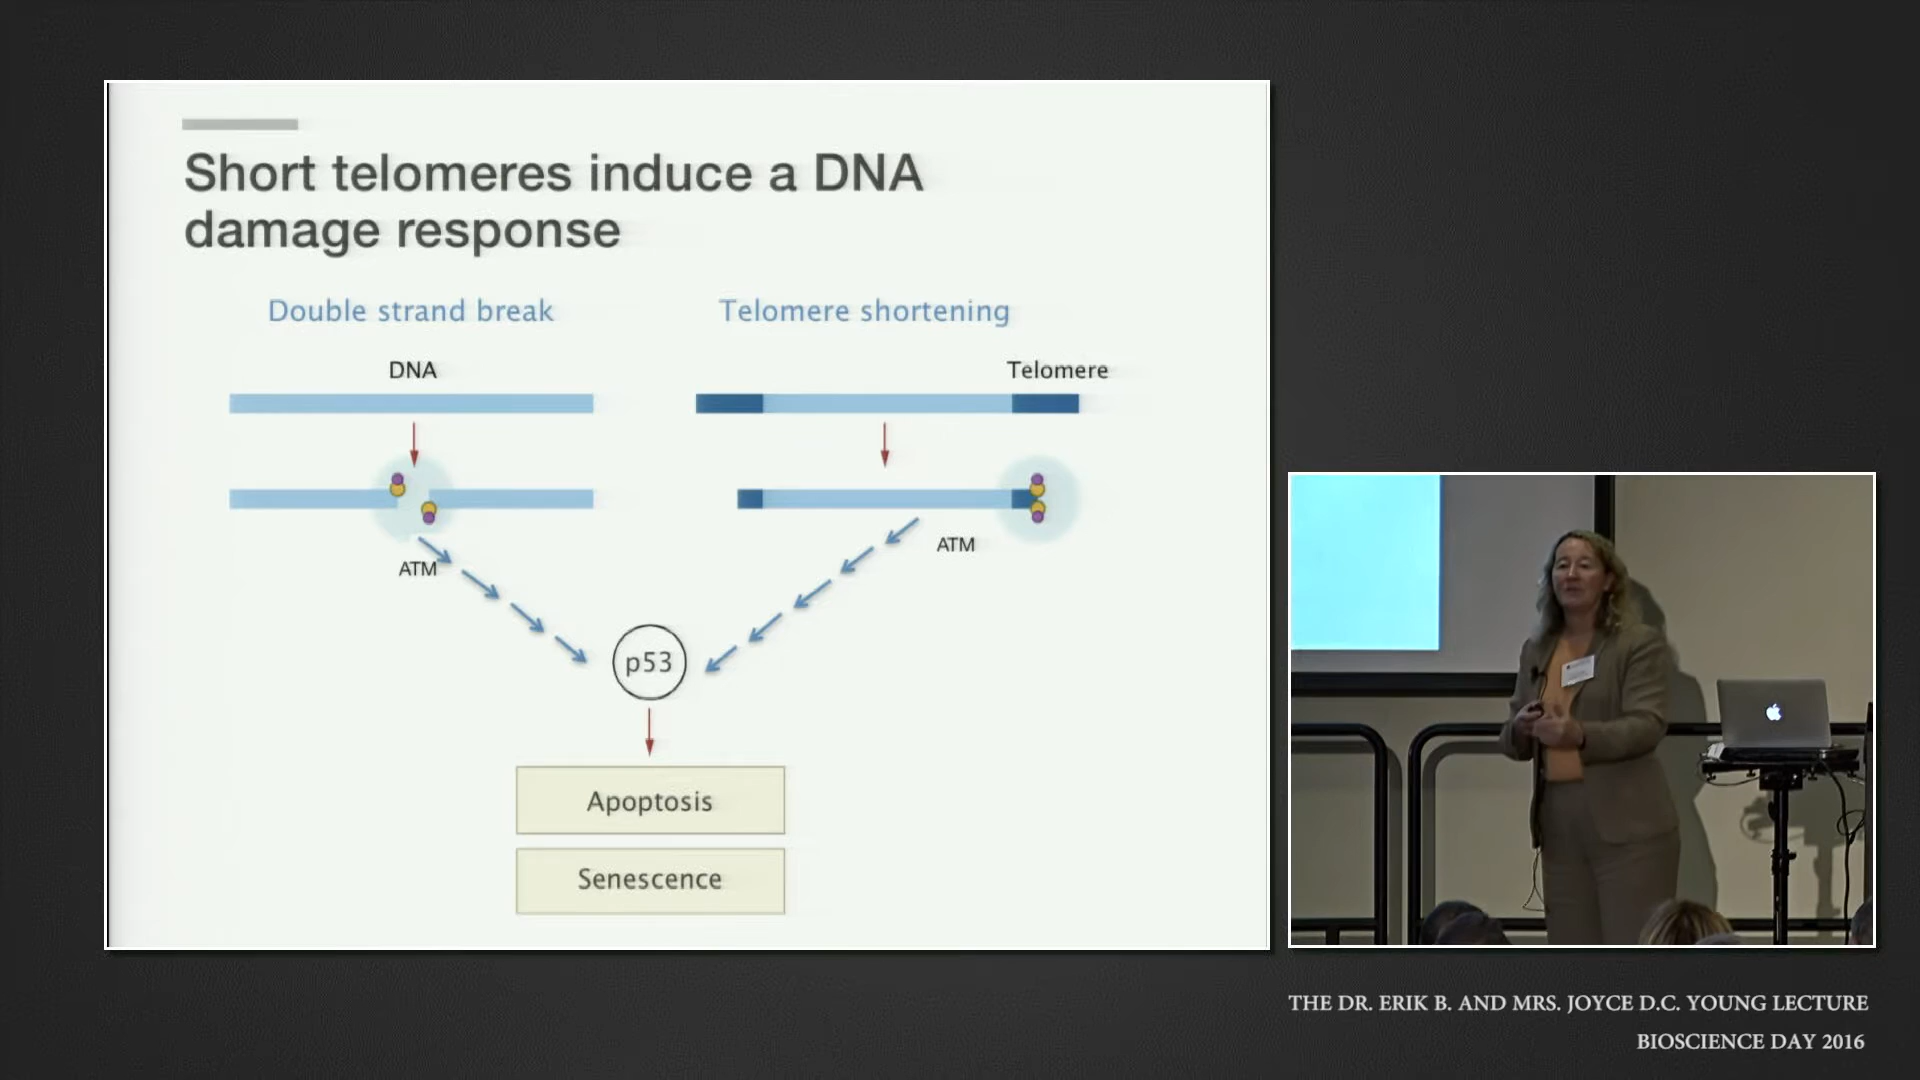 Short telomeres induce a DNA
damage response
Double strand break
Telomere shortening
DNA
Telomere
ATM
ATM
p53
Apoptosis
Senescence
THE DR. ERIK B. AND MRS. JOYCE D.C. YOUNG LECTURE
BIOSCIENCE DAY 2016